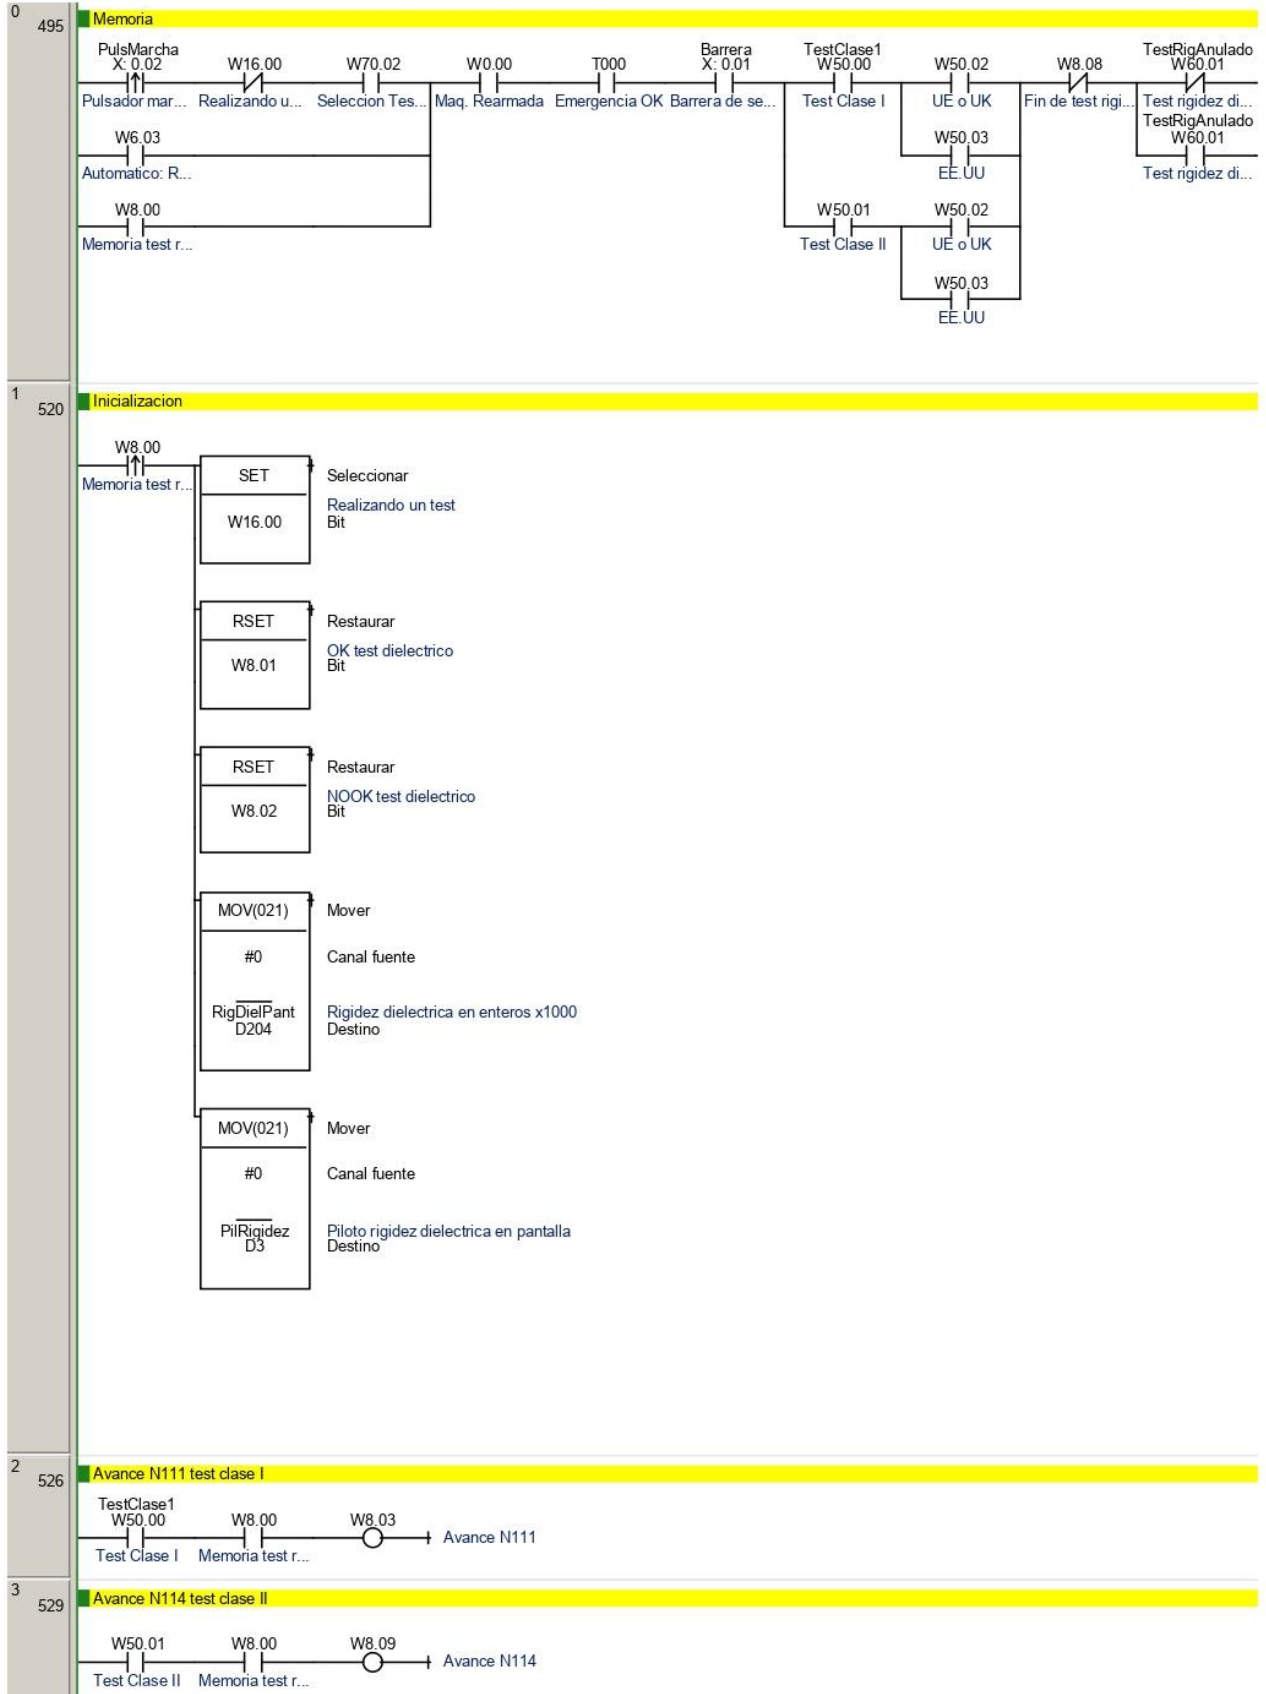 0
495
Memoria
PulsMarcha
X: 0.02 W16.00 W70.02 W0.00 T000 Barrera X: 0.01 TestClase1 W50.00 W50.02 W8.08 TestRigAnulado W60.01
Pulsador mar... Realizando u... Seleccion Tes... Maq. Rearmada Emergencia OK Barrera de se... Test Clase I UE o UK Fin de test rigi... Test rigidez di...
W6.03 W50.03 TestRigAnulado W60.01
Automatico: R... EE.UU Test rigidez di...
W8.00 W50.01 W50.02
Memoria test r... Test Clase II UE o UK
W50.03
EE.UU
1
520
Inicializacion
W8.00
Memoria test r...
SET Seleccionar
Realizando un test
W16.00 Bit
RSET Restaurar
OK test dielectrico
W8.01 Bit
RSET Restaurar
NOOK test dielectrico
W8.02 Bit
MOV(021) Mover
#0 Canal fuente
RigDielPant Rigidez dielectrica en enteros x1000
D204 Destino
MOV(021) Mover
#0 Canal fuente
PilRigidez Piloto rigidez dielectrica en pantalla
D3 Destino
2
526
Avance N111 test clase I
TestClase1
W50.00 W8.00 W8.03 Avance N111
Test Clase I Memoria test r...
3
529
Avance N114 test clase II
W50.01 W8.00 W8.09 Avance N114
Test Clase II Memoria test r...